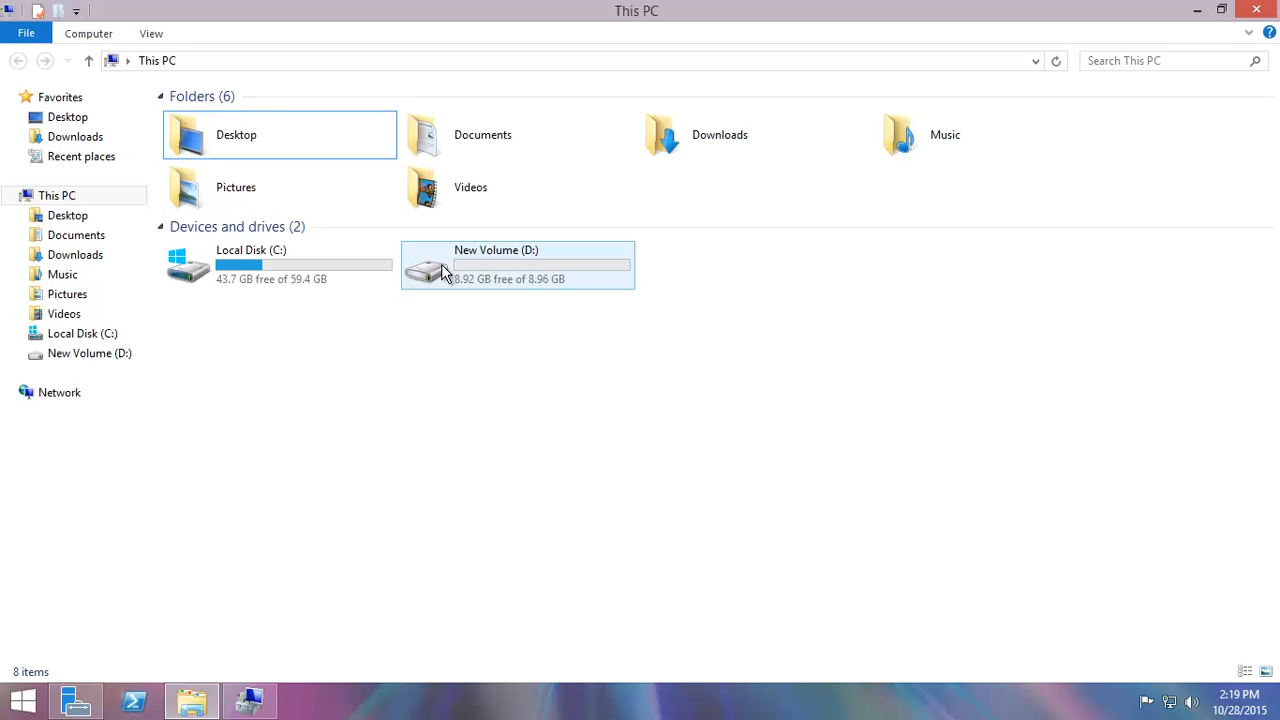 This PC
File
Computer
View
This PC
Search This PC
Favorites
Desktop
Downloads
Recent places
This PC
Desktop
Documents
Downloads
Music
Pictures
Videos
Local Disk (C:)
New Volume (D:)
Network
Folders (6)
Desktop
Documents
Downloads
Music
Pictures
Videos
Devices and drives (2)
Local Disk (C:)
43.7 GB free of 59.4 GB
New Volume (D:)
8.92 GB free of 8.96 GB
8 items
2:19 PM
10/28/2015